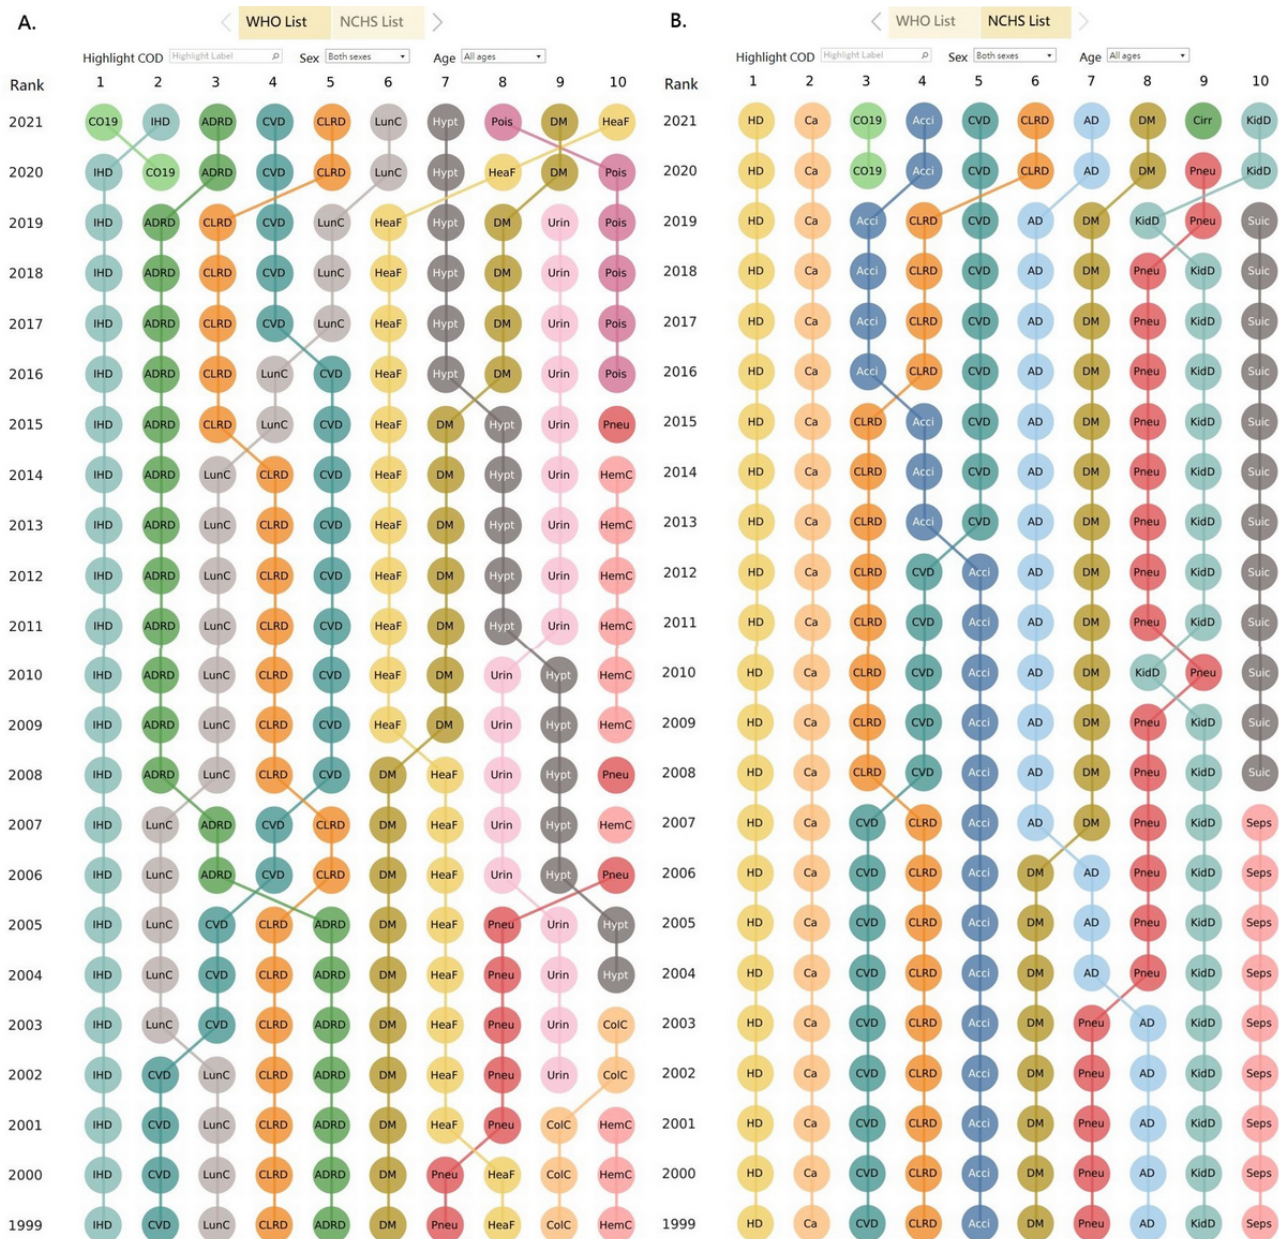 A.
WHO List NCHS List
Highlight COD Highlight Label Sex Both sexes Age All ages
Rank 1 2 3 4 5 6 7 8 9 10
2021 CO19 IHD ADRD CVD CLRD LunC Hypt Pois DM HeaF
2020 IHD CO19 ADRD CVD CLRD LunC Hypt HeaF DM Pois
2019 IHD ADRD CLRD CVD LunC HeaF Hypt DM Urin Pois
2018 IHD ADRD CLRD CVD LunC HeaF Hypt DM Urin Pois
2017 IHD ADRD CLRD CVD LunC HeaF Hypt DM Urin Pois
2016 IHD ADRD CLRD LunC CVD HeaF Hypt DM Urin Pois
2015 IHD ADRD CLRD LunC CVD HeaF DM Hypt Urin Pneu
2014 IHD ADRD LunC CLRD CVD HeaF DM Hypt Urin HemC
2013 IHD ADRD LunC CLRD CVD HeaF DM Hypt Urin HemC
2012 IHD ADRD LunC CLRD CVD HeaF DM Hypt Urin HemC
2011 IHD ADRD LunC CLRD CVD HeaF DM Hypt Urin HemC
2010 IHD ADRD LunC CLRD CVD HeaF DM Urin Hypt HemC
2009 IHD ADRD LunC CLRD CVD HeaF DM Urin Hypt HemC
2008 IHD ADRD LunC CLRD CVD DM HeaF Urin Hypt Pneu
2007 IHD LunC ADRD CVD CLRD DM HeaF Urin Hypt HemC
2006 IHD LunC ADRD CVD CLRD DM HeaF Urin Hypt Pneu
2005 IHD LunC CVD CLRD ADRD DM HeaF Pneu Urin Hypt
2004 IHD LunC CVD CLRD ADRD DM HeaF Pneu Urin Hypt
2003 IHD LunC CVD CLRD ADRD DM HeaF Pneu Urin ColC
2002 IHD CVD LunC CLRD ADRD DM HeaF Pneu Urin ColC
2001 IHD CVD LunC CLRD ADRD DM HeaF Pneu ColC HemC
2000 IHD CVD LunC CLRD ADRD DM Pneu HeaF ColC HemC
1999 IHD CVD LunC CLRD ADRD DM Pneu HeaF ColC HemC
B.
WHO List NCHS List
Highlight COD Highlight Label Sex Both sexes Age All ages
Rank 1 2 3 4 5 6 7 8 9 10
2021 HD Ca CO19 Acci CVD CLRD AD DM Cirr KidD
2020 HD Ca CO19 Acci CVD CLRD AD DM Pneu KidD
2019 HD Ca Acci CLRD CVD AD DM KidD Pneu Suic
2018 HD Ca Acci CLRD CVD AD DM Pneu KidD Suic
2017 HD Ca Acci CLRD CVD AD DM Pneu KidD Suic
2016 HD Ca Acci CLRD CVD AD DM Pneu KidD Suic
2015 HD Ca CLRD Acci CVD AD DM Pneu KidD Suic
2014 HD Ca CLRD Acci CVD AD DM Pneu KidD Suic
2013 HD Ca CLRD Acci CVD AD DM Pneu KidD Suic
2012 HD Ca CLRD CVD Acci AD DM Pneu KidD Suic
2011 HD Ca CLRD CVD Acci AD DM Pneu KidD Suic
2010 HD Ca CLRD CVD Acci AD DM KidD Pneu Suic
2009 HD Ca CLRD CVD Acci AD DM Pneu KidD Suic
2008 HD Ca CLRD CVD Acci AD DM Pneu KidD Suic
2007 HD Ca CVD CLRD Acci AD DM Pneu KidD Seps
2006 HD Ca CVD CLRD Acci DM AD Pneu KidD Seps
2005 HD Ca CVD CLRD Acci DM AD Pneu KidD Seps
2004 HD Ca CVD CLRD Acci DM AD Pneu KidD Seps
2003 HD Ca CVD CLRD Acci DM Pneu AD KidD Seps
2002 HD Ca CVD CLRD Acci DM Pneu AD KidD Seps
2001 HD Ca CVD CLRD Acci DM Pneu AD KidD Seps
2000 HD Ca CVD CLRD Acci DM Pneu AD KidD Seps
1999 HD Ca CVD CLRD Acci DM Pneu AD KidD Seps